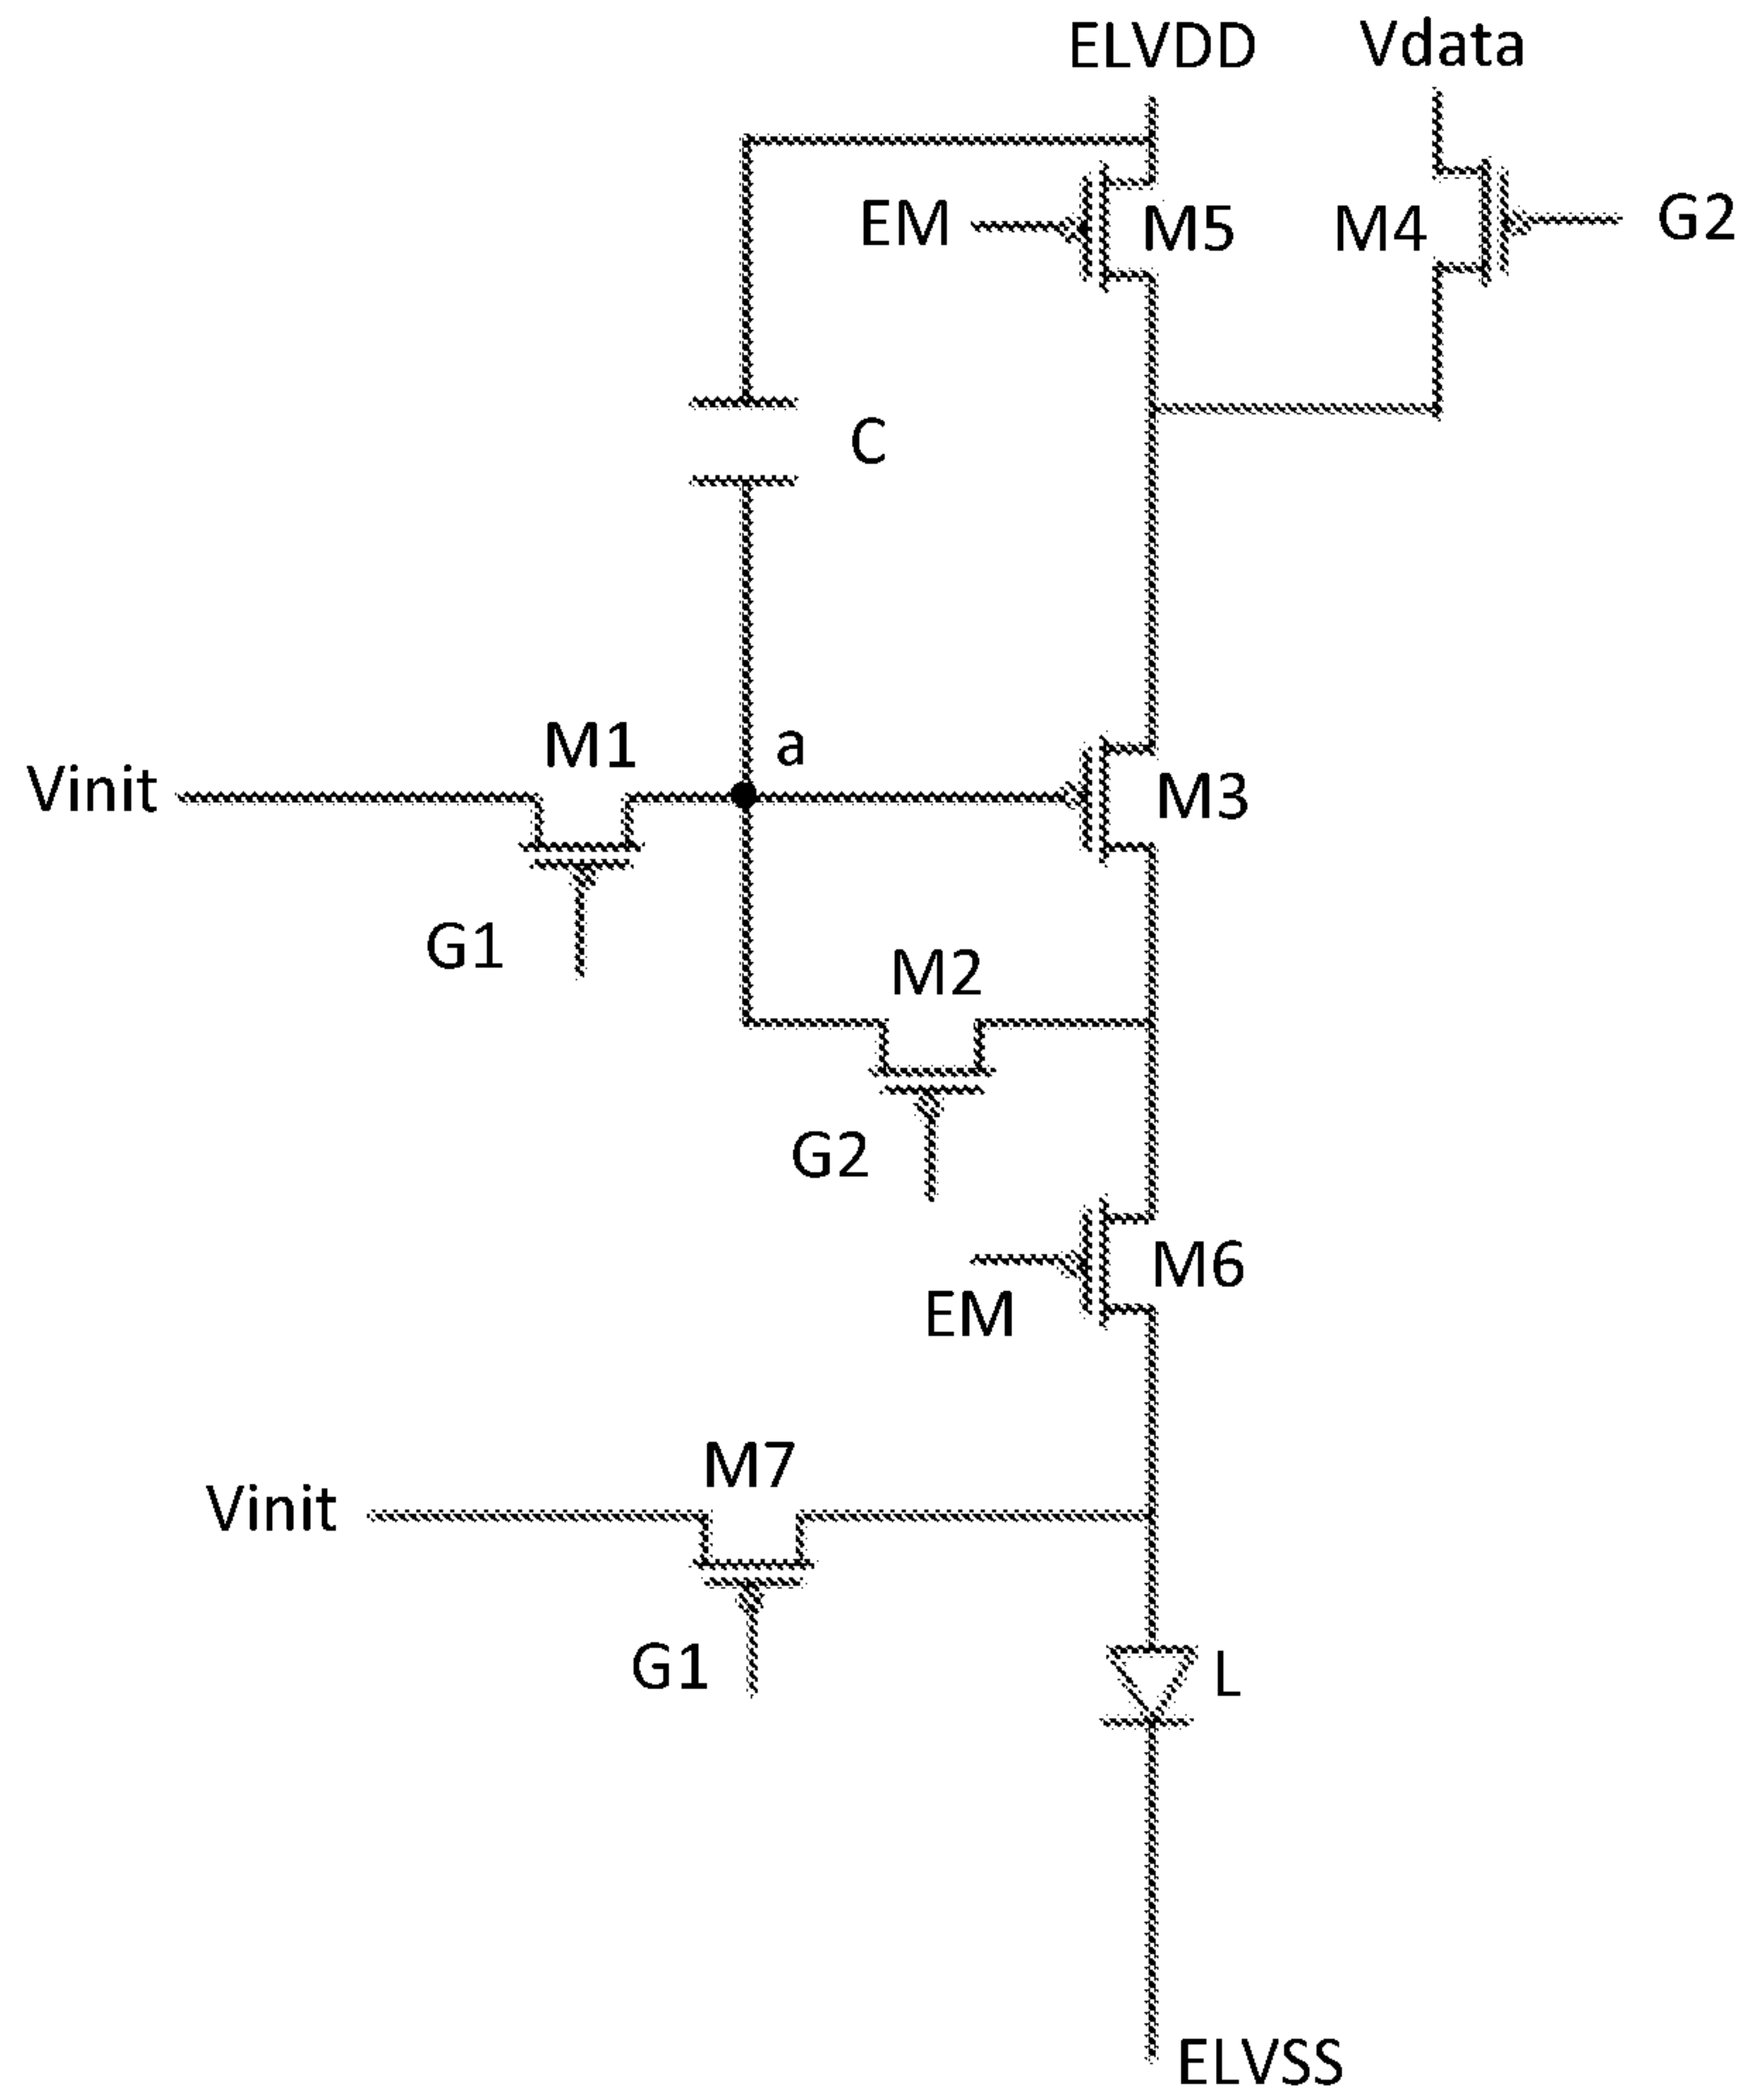 ELVDD Vdata
EM M5 M4 G2
C
M1 a
Vinit M3
G1 M2
G2
M6
EM
M7
Vinit
G1 L
ELVSS